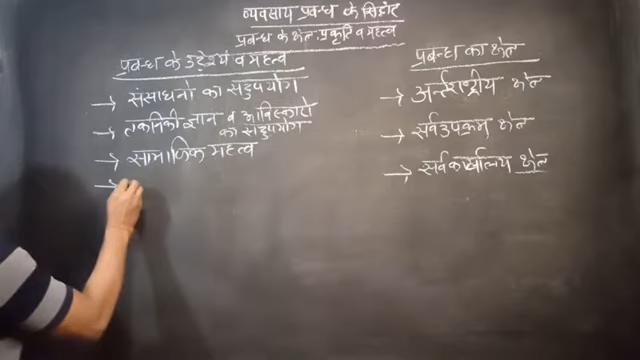 व्यवसाय प्रबन्ध के सिद्धांत
प्रबन्ध के क्षेत्र, प्रकृति व महत्व
प्रबन्ध के उद्देश्य व महत्व
→ संसाधनो का सदुपयोग
→ तकनिकी ज्ञान व आविष्कारो
का सदुपयोग
→ सामाजिक महत्व
→
प्रबन्ध का क्षेत्र
→ अर्न्तराष्ट्रीय क्षेत्र
→ सर्वउपक्रम क्षेत्र
→ सर्वकार्यालय क्षेत्र